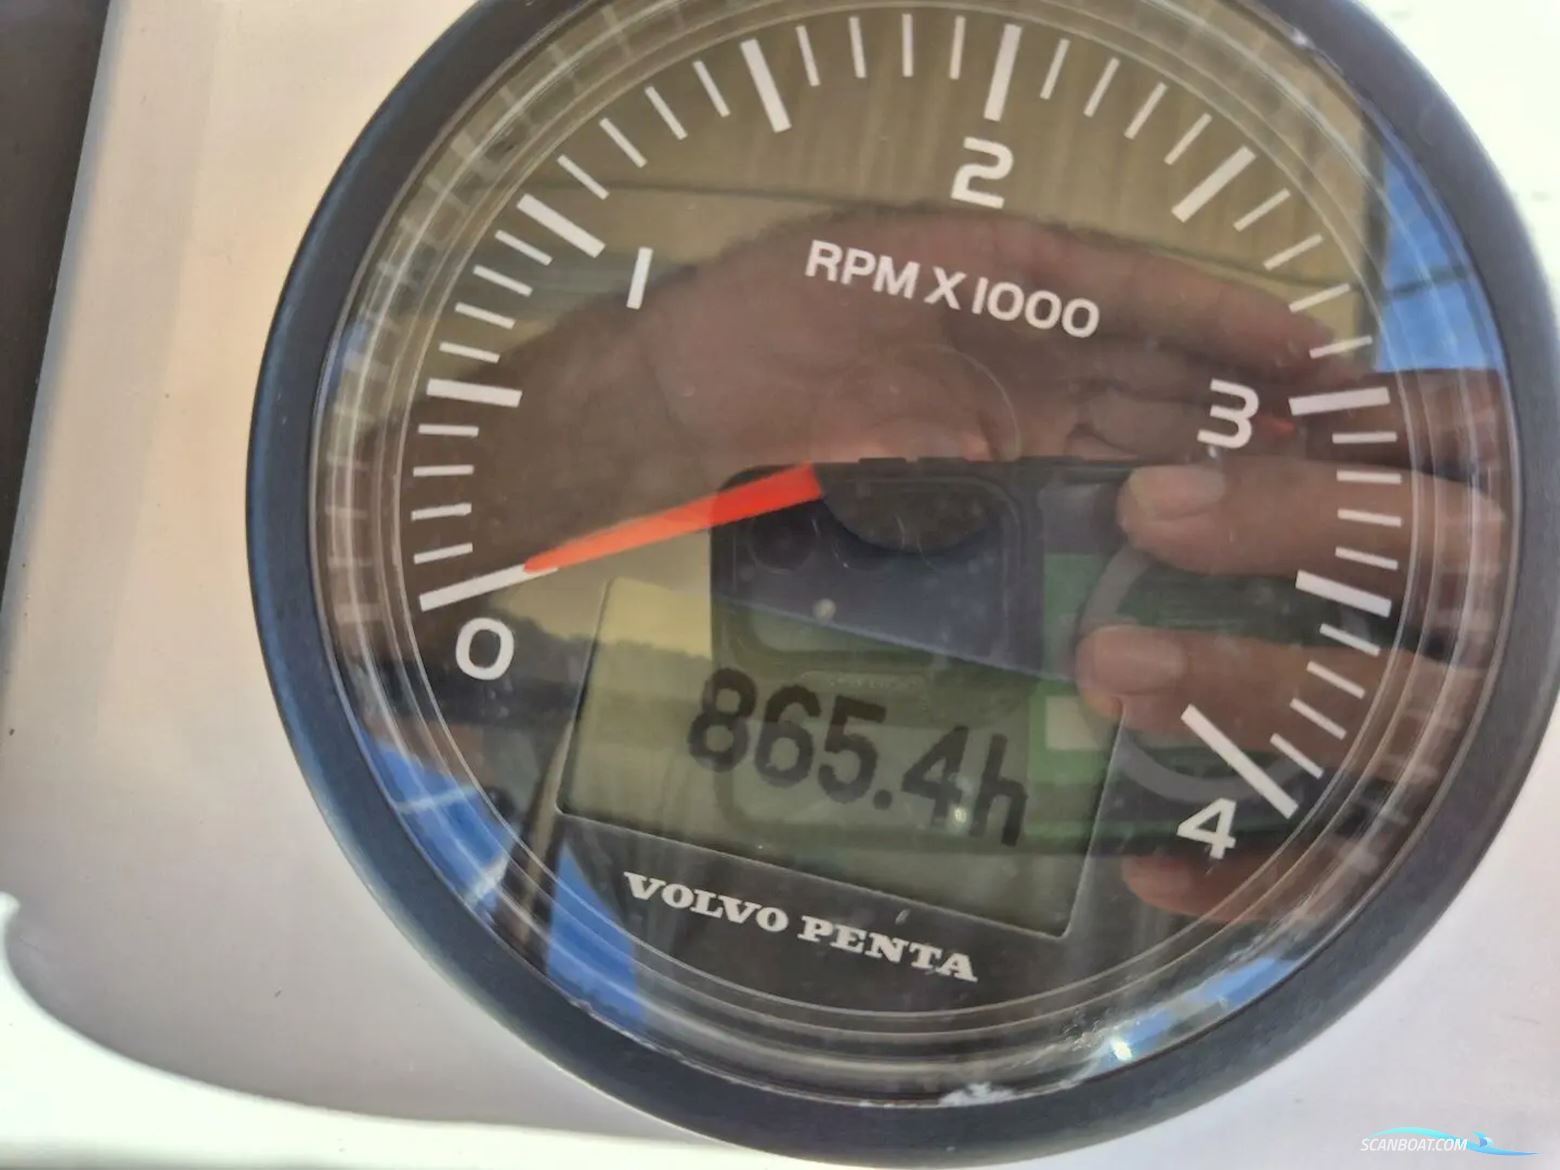 2
1
RPM X 1000
3
0
865.4h
4
VOLVO PENTA
SCANBOAT.COM